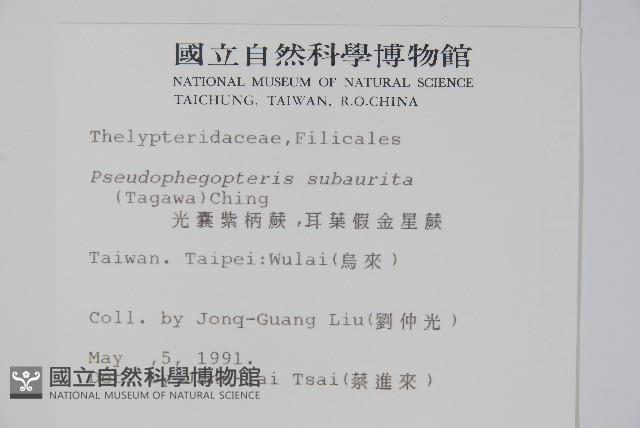 國立自然科學博物館
NATIONAL MUSEUM OF NATURAL SCIENCE
TAICHUNG, TAIWAN, R.O.CHINA
Thelypteridaceae,Filicales
Pseudophegopteris subaurita
(Tagawa)Ching
光囊紫柄蕨,耳葉假金星蕨
Taiwan. Taipei:Wulai(烏來)
Coll. by Jonq-Guang Liu(劉仲光)
May ,5, 1991.
Tsai(蔡進來)
國立自然科學博物館
NATIONAL MUSEUM OF NATURAL SCIENCE